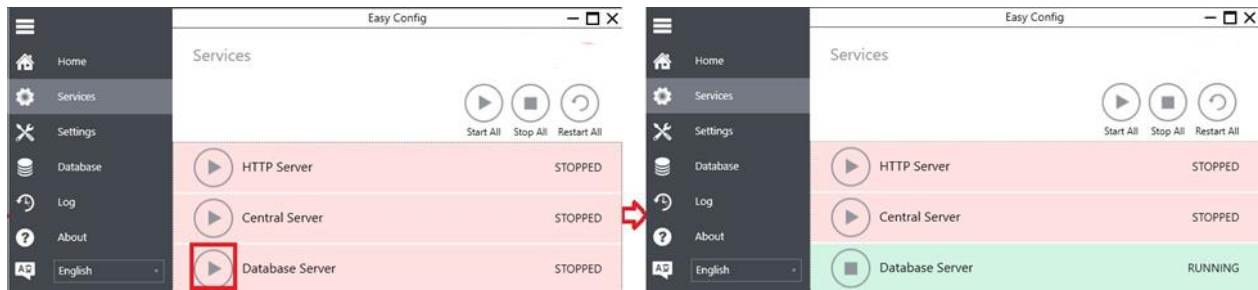 Easy Config
Home
Services
Settings
Database
Log
About
English
Services
Start All Stop All Restart All
HTTP Server STOPPED
Central Server STOPPED
Database Server STOPPED
Easy Config
Home
Services
Settings
Database
Log
About
English
Services
Start All Stop All Restart All
HTTP Server STOPPED
Central Server STOPPED
Database Server RUNNING